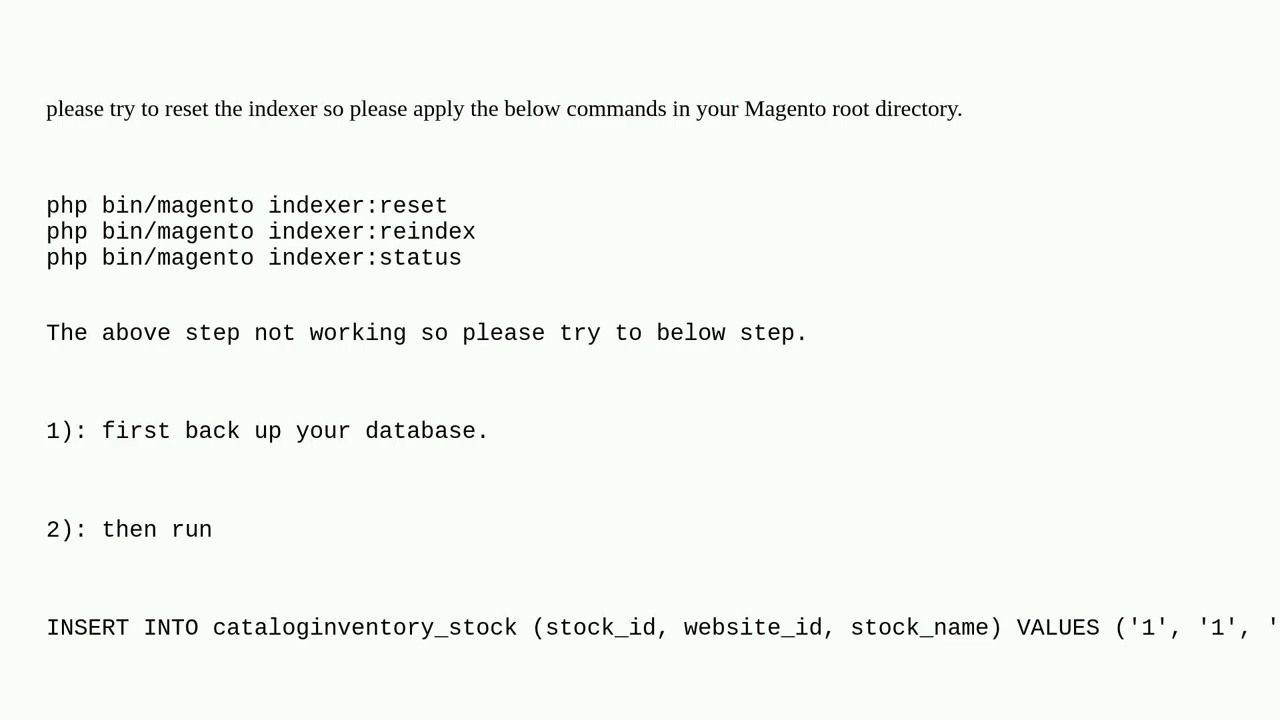 please try to reset the indexer so please apply the below commands in your Magento root directory.
php bin/magento indexer:reset
php bin/magento indexer:reindex
php bin/magento indexer:status
The above step not working so please try to below step.
1): first back up your database.
2): then run
INSERT INTO cataloginventory_stock (stock_id, website_id, stock_name) VALUES ('1', '1', '